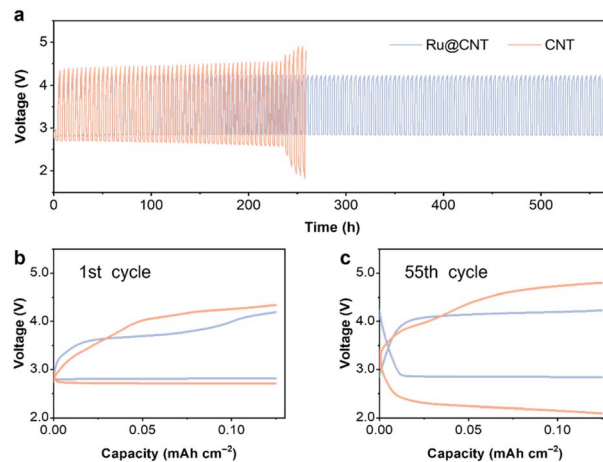 a
Ru@CNT CNT
5
4
3
2
Voltage (V)
0 100 200 300 400 500
Time (h)
b
1st cycle
5.0
4.0
3.0
2.0
Voltage (V)
0.00 0.05 0.10
Capacity (mAh cm⁻²)
c
55th cycle
5.0
4.0
3.0
2.0
Voltage (V)
0.00 0.05 0.10
Capacity (mAh cm⁻²)